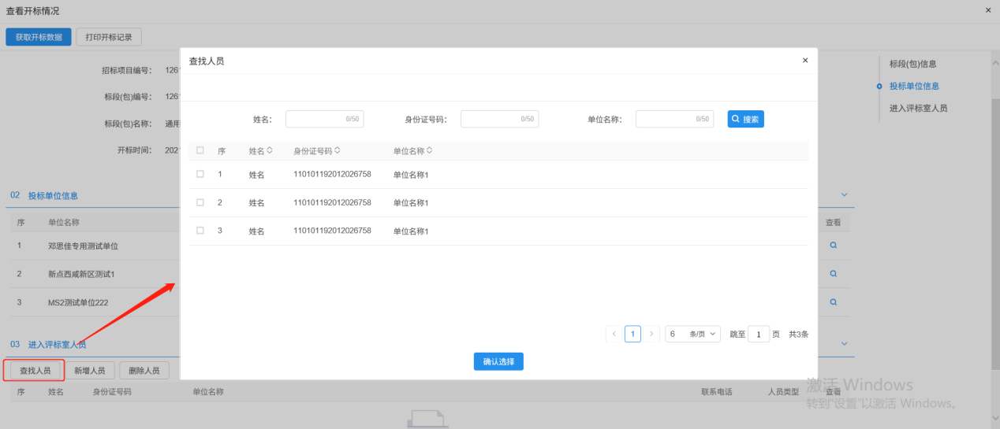 查看开标情况 ×
获取开标数据 打印开标记录
招标项目编号： 1261
标段(包)编号： 1261
标段(包)名称： 通用
开标时间： 2021
查找人员 ×
姓名： 0/50 身份证号码： 0/50 单位名称： 0/50 搜索
序 姓名 身份证号码 单位名称
1 姓名 110101192012026758 单位名称1
2 姓名 110101192012026758 单位名称1
3 姓名 110101192012026758 单位名称1
< 1 > 6 条/页 跳至 1 页 共3条
确认选择
标段(包)信息
投标单位信息
进入评标室人员
02 投标单位信息
序 单位名称 查看
1 邓思佳专用测试单位
2 新点西咸新区测试1
3 MS2测试单位222
03 进入评标室人员
查找人员 新增人员 删除人员
序 姓名 身份证号码 单位名称 联系电话 人员类型 查看
激活 Windows
转到"设置"以激活 Windows。